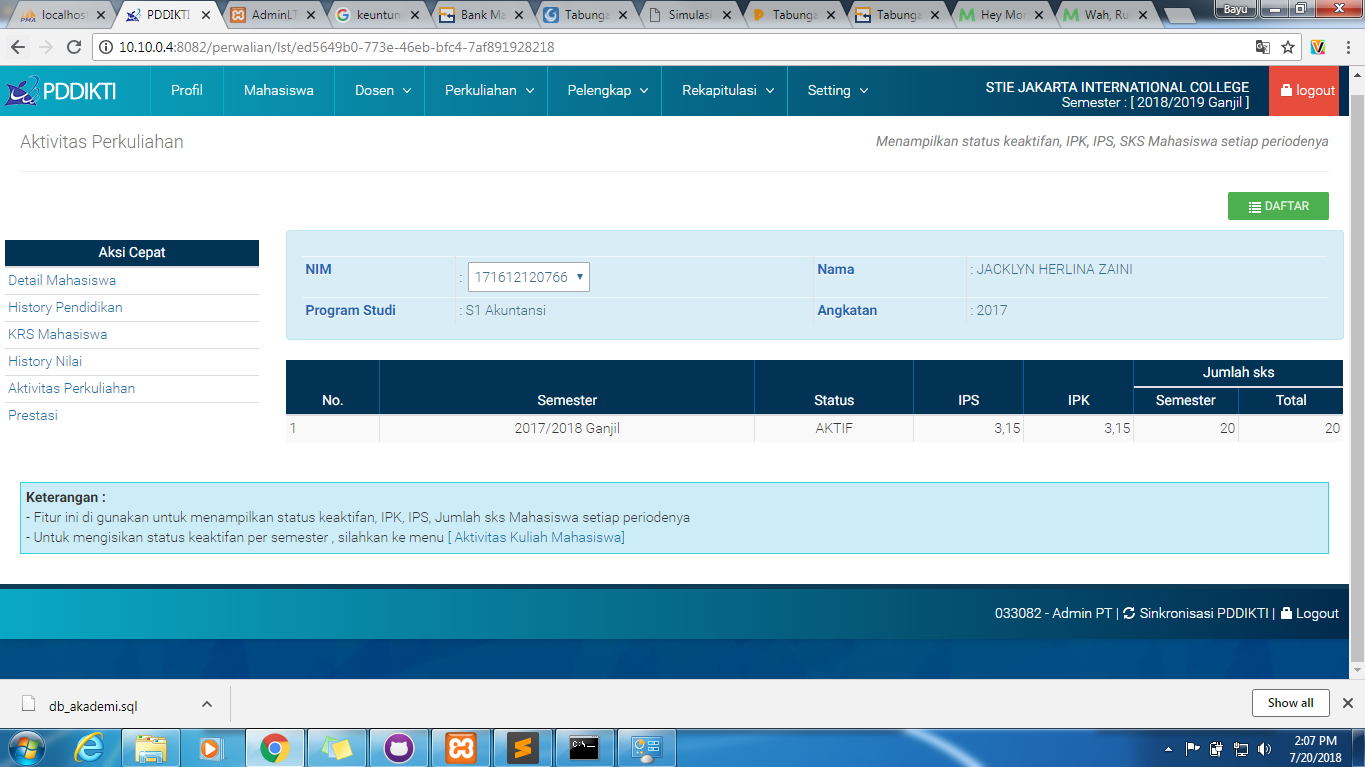 localhost
PDDIKTI
AdminLT
keuntun
Bank Ma
Tabunga
Simulasi
Tabunga
Tabunga
Hey Mor
Wah, Ru
Bayu
10.10.0.4:8082/perwalian/lst/ed5649b0-773e-46eb-bfc4-7af891928218
PDDIKTI
Profil
Mahasiswa
Dosen
Perkuliahan
Pelengkap
Rekapitulasi
Setting
STIE JAKARTA INTERNATIONAL COLLEGE
Semester : [ 2018/2019 Ganjil ]
logout
Aktivitas Perkuliahan
Menampilkan status keaktifan, IPK, IPS, SKS Mahasiswa setiap periodenya
DAFTAR
Aksi Cepat
Detail Mahasiswa
History Pendidikan
KRS Mahasiswa
History Nilai
Aktivitas Perkuliahan
Prestasi
NIM : 171612120766
Nama : JACKLYN HERLINA ZAINI
Program Studi : S1 Akuntansi
Angkatan : 2017
No. Semester Status IPS IPK Jumlah sks
Semester Total
1 2017/2018 Ganjil AKTIF 3,15 3,15 20 20
Keterangan :
- Fitur ini di gunakan untuk menampilkan status keaktifan, IPK, IPS, Jumlah sks Mahasiswa setiap periodenya
- Untuk mengisikan status keaktifan per semester , silahkan ke menu [ Aktivitas Kuliah Mahasiswa]
033082 - Admin PT | Sinkronisasi PDDIKTI | Logout
db_akademi.sql
Show all
2:07 PM
7/20/2018